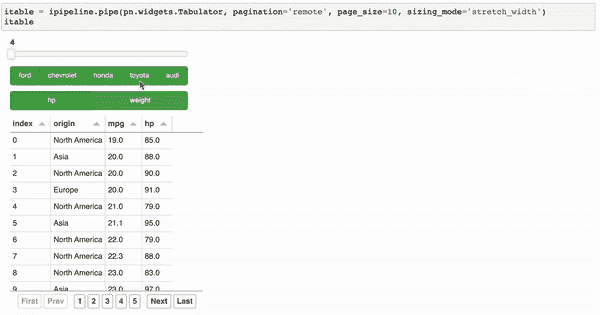 itable = ipipeline.pipe(pn.widgets.Tabulator, pagination='remote', page_size=10, sizing_mode='stretch_width')
itable
4
ford chevrolet honda toyota audi
hp weight
index origin mpg hp
0 North America 19.0 85.0
1 Asia 20.0 88.0
2 North America 20.0 90.0
3 Europe 20.0 91.0
4 North America 21.0 79.0
5 Asia 21.1 95.0
6 North America 22.0 79.0
7 North America 22.3 88.0
8 North America 23.0 83.0
9 Asia 23.0 97.0
First Prev 1 2 3 4 5 Next Last